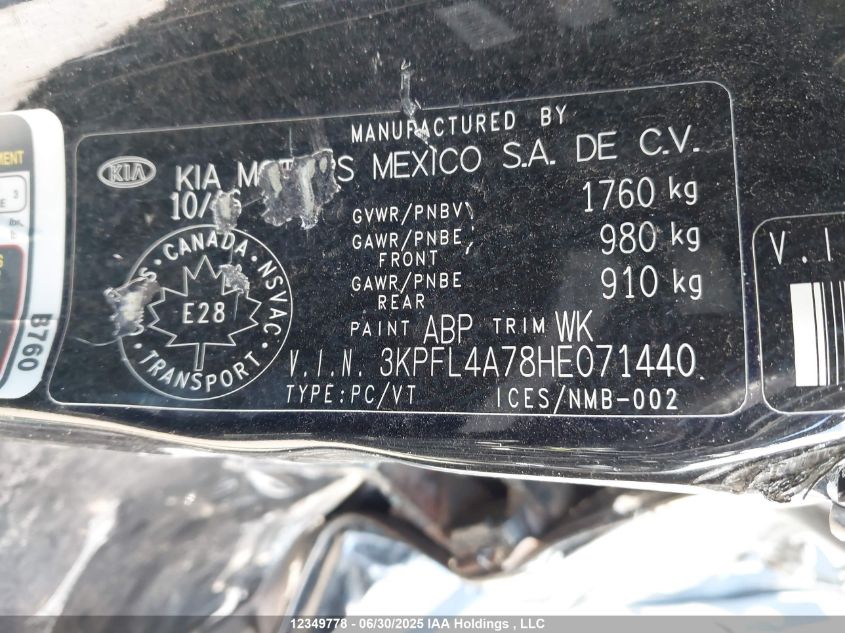 MANUFACTURED BY
KIA MOTORS MEXICO S.A. DE C.V.
10/16
GVWR/PNBV 1760 kg
GAWR/PNBE FRONT 980 kg
GAWR/PNBE REAR 910 kg
PAINT ABP TRIM WK
V.I.N. 3KPFL4A78HE071440
TYPE:PC/VT ICES/NMB-002
KIA
CANADA NSVAC
E28
TRANSPORT
B760
V.I
12349778 - 06/30/2025 IAA Holdings , LLC